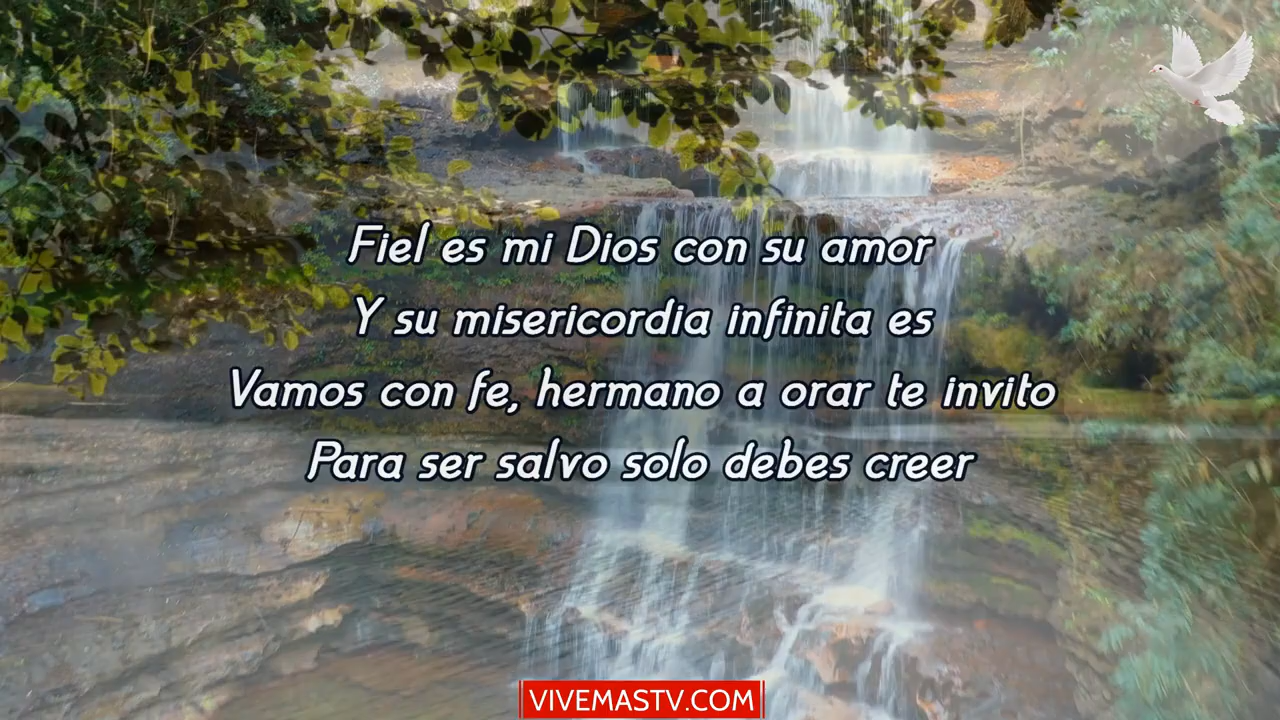 Fiel es mi Dios con su amor
Y su misericordia infinita es
Vamos con fe, hermano a orar te invito
Para ser salvo solo debes creer
VIVEMASTV.COM